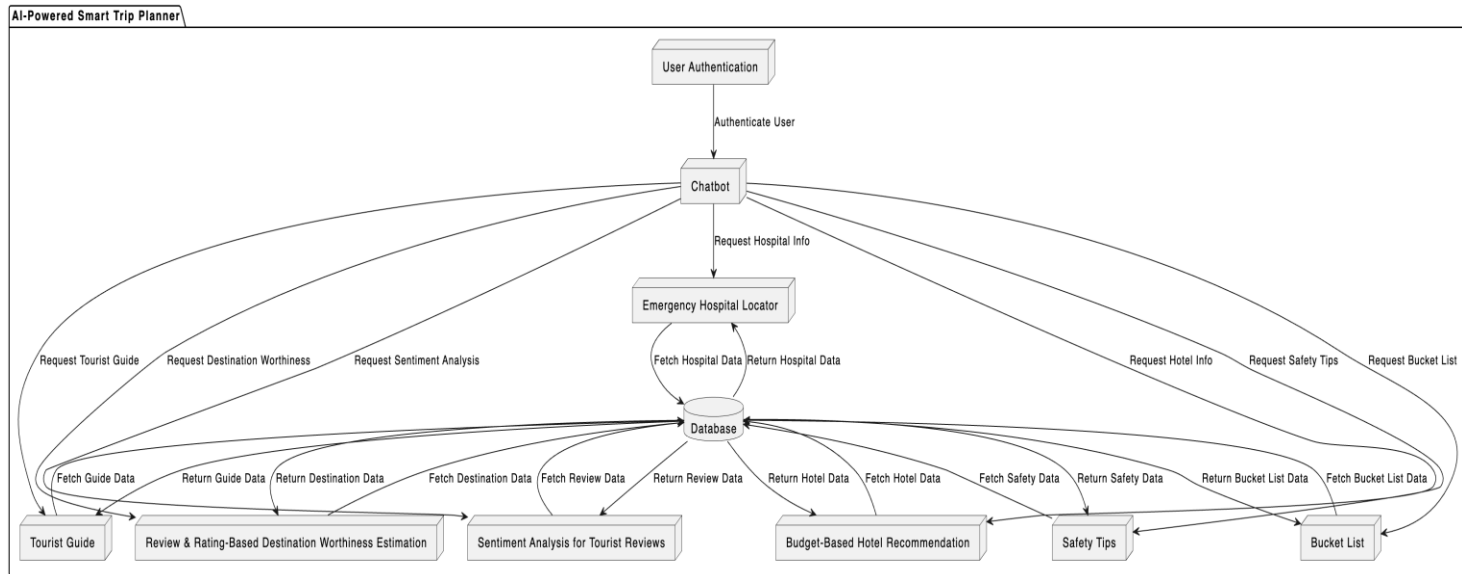 AI-Powered Smart Trip Planner
User Authentication
Authenticate User
Chatbot
Request Hospital Info
Emergency Hospital Locator
Request Tourist Guide
Request Destination Worthiness
Request Sentiment Analysis
Fetch Hospital Data
Return Hospital Data
Request Hotel Info
Request Safety Tips
Request Bucket List
Database
Fetch Guide Data
Return Guide Data
Return Destination Data
Fetch Destination Data
Fetch Review Data
Return Review Data
Return Hotel Data
Fetch Hotel Data
Fetch Safety Data
Return Safety Data
Return Bucket List Data
Fetch Bucket List Data
Tourist Guide
Review & Rating-Based Destination Worthiness Estimation
Sentiment Analysis for Tourist Reviews
Budget-Based Hotel Recommendation
Safety Tips
Bucket List